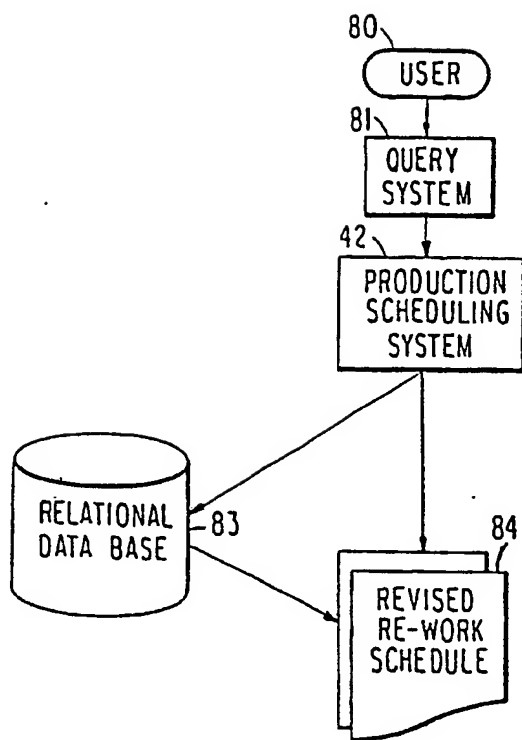 80
USER
81
QUERY
SYSTEM
42
PRODUCTION
SCHEDULING
SYSTEM
RELATIONAL
DATA BASE
83
84
REVISED
RE-WORK
SCHEDULE